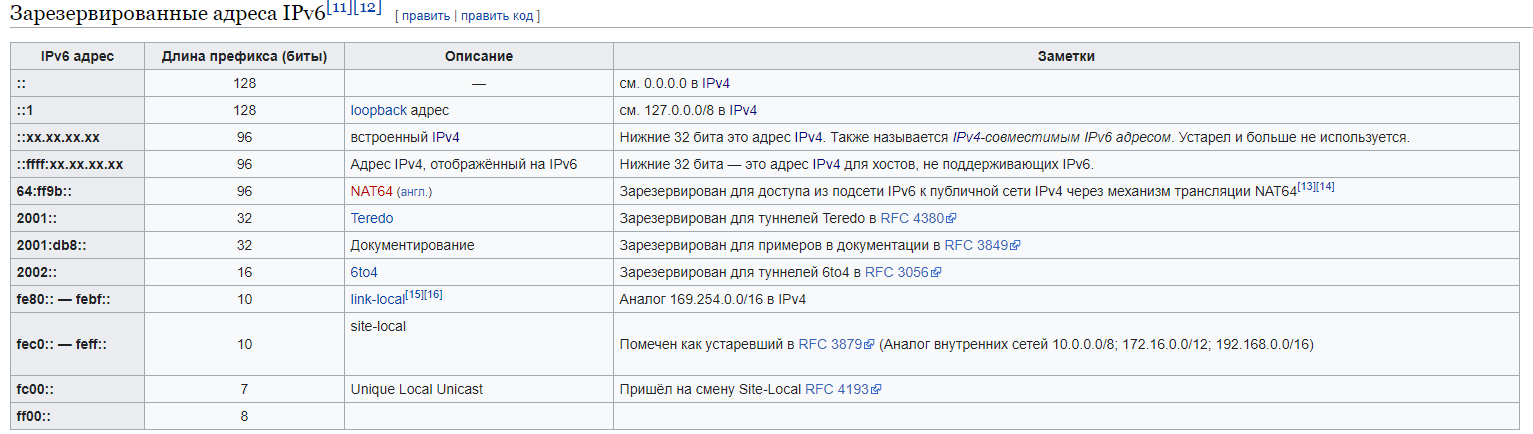 Зарезервированные адреса IPv6[11][12] [ править | править код ]
IPv6 адрес Длина префикса (биты) Описание Заметки
:: 128 — см. 0.0.0.0 в IPv4
::1 128 loopback адрес см. 127.0.0.0/8 в IPv4
::xx.xx.xx.xx 96 встроенный IPv4 Нижние 32 бита это адрес IPv4. Также называется IPv4-совместимым IPv6 адресом. Устарел и больше не используется.
::ffff:xx.xx.xx.xx 96 Адрес IPv4, отображённый на IPv6 Нижние 32 бита — это адрес IPv4 для хостов, не поддерживающих IPv6.
64:ff9b:: 96 NAT64 (англ.) Зарезервирован для доступа из подсети IPv6 к публичной сети IPv4 через механизм трансляции NAT64[13][14]
2001:: 32 Teredo Зарезервирован для туннелей Teredo в RFC 4380
2001:db8:: 32 Документирование Зарезервирован для примеров в документации в RFC 3849
2002:: 16 6to4 Зарезервирован для туннелей 6to4 в RFC 3056
fe80:: — febf:: 10 link-local[15][16] Аналог 169.254.0.0/16 в IPv4
fec0:: — feff:: 10 site-local Помечен как устаревший в RFC 3879 (Аналог внутренних сетей 10.0.0.0/8; 172.16.0.0/12; 192.168.0.0/16)
fc00:: 7 Unique Local Unicast Пришёл на смену Site-Local RFC 4193
ff00:: 8